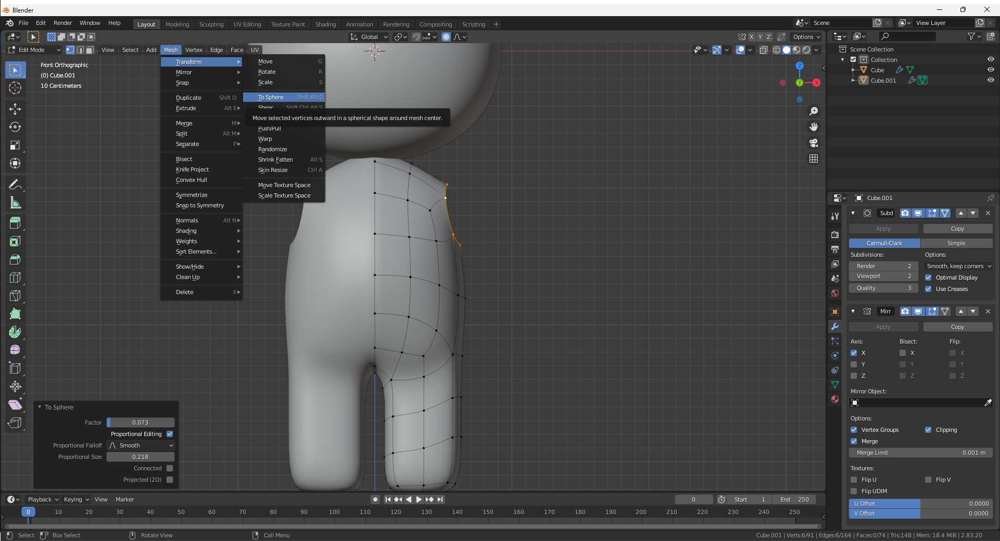 Blender
File Edit Render Window Help
Layout Modeling Sculpting UV Editing Texture Paint Shading Animation Rendering Compositing Scripting +
Scene
View Layer
Global
X Y Z
Options
Edit Mode
View Select Add Mesh Vertex Edge Face UV
Front Orthographic
(0) Cube.001
10 Centimeters
Transform
Mirror
Snap
Duplicate Shift D
Extrude Alt E
Merge M
Split Alt M
Separate P
Bisect
Knife Project
Convex Hull
Symmetrize
Snap to Symmetry
Normals Alt N
Shading
Weights
Sort Elements...
Show/Hide
Clean Up
Delete X
Move G
Rotate R
Scale S
To Sphere Shift Alt S
Shear Shift Ctrl Alt S
Move selected vertices outward in a spherical shape around mesh center.
Push/Pull
Warp
Randomize
Shrink Fatten Alt S
Skin Resize Ctrl A
Move Texture Space
Scale Texture Space
Z
Y
X
Scene Collection
Collection
Cube
Cube.001
Cube.001
Subd
Apply Copy
Catmull-Clark Simple
Subdivisions: Options:
Render 2
Smooth, keep corners
Viewport 2
Optimal Display
Quality 3
Use Creases
Mirr
Apply Copy
Axis: Bisect: Flip:
X X X
Y Y Y
Z Z Z
Mirror Object:
Options:
Vertex Groups Clipping
Merge
Merge Limit 0.001 m
Textures:
Flip U Flip V
Flip UDIM
U Offset 0.0000
V Offset 0.0000
To Sphere
Factor 0.073
Proportional Editing
Proportional Falloff Smooth
Proportional Size 0.218
Connected
Projected (2D)
Playback Keying View Marker
0
Start 1
End 250
0 10 20 30 40 50 60 70 80 90 100 110 120 130 140 150 160 170 180 190 200 210 220 230 240 250
Select Box Select Rotate View Call Menu
Cube.001 | Verts:6/91 | Edges:6/166 | Faces:0/74 | Tris:148 | Mem: 18.4 MiB | 2.83.20